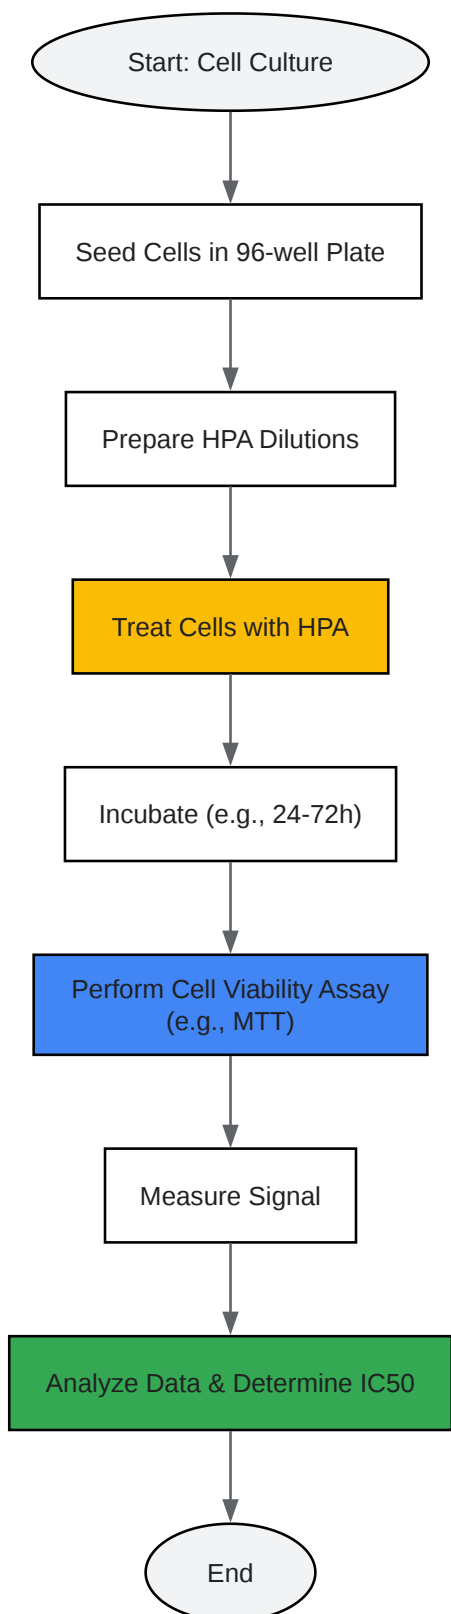 Start: Cell Culture
Seed Cells in 96-well Plate
Prepare HPA Dilutions
Treat Cells with HPA
Incubate (e.g., 24-72h)
Perform Cell Viability Assay
(e.g., MTT)
Measure Signal
Analyze Data & Determine IC50
End